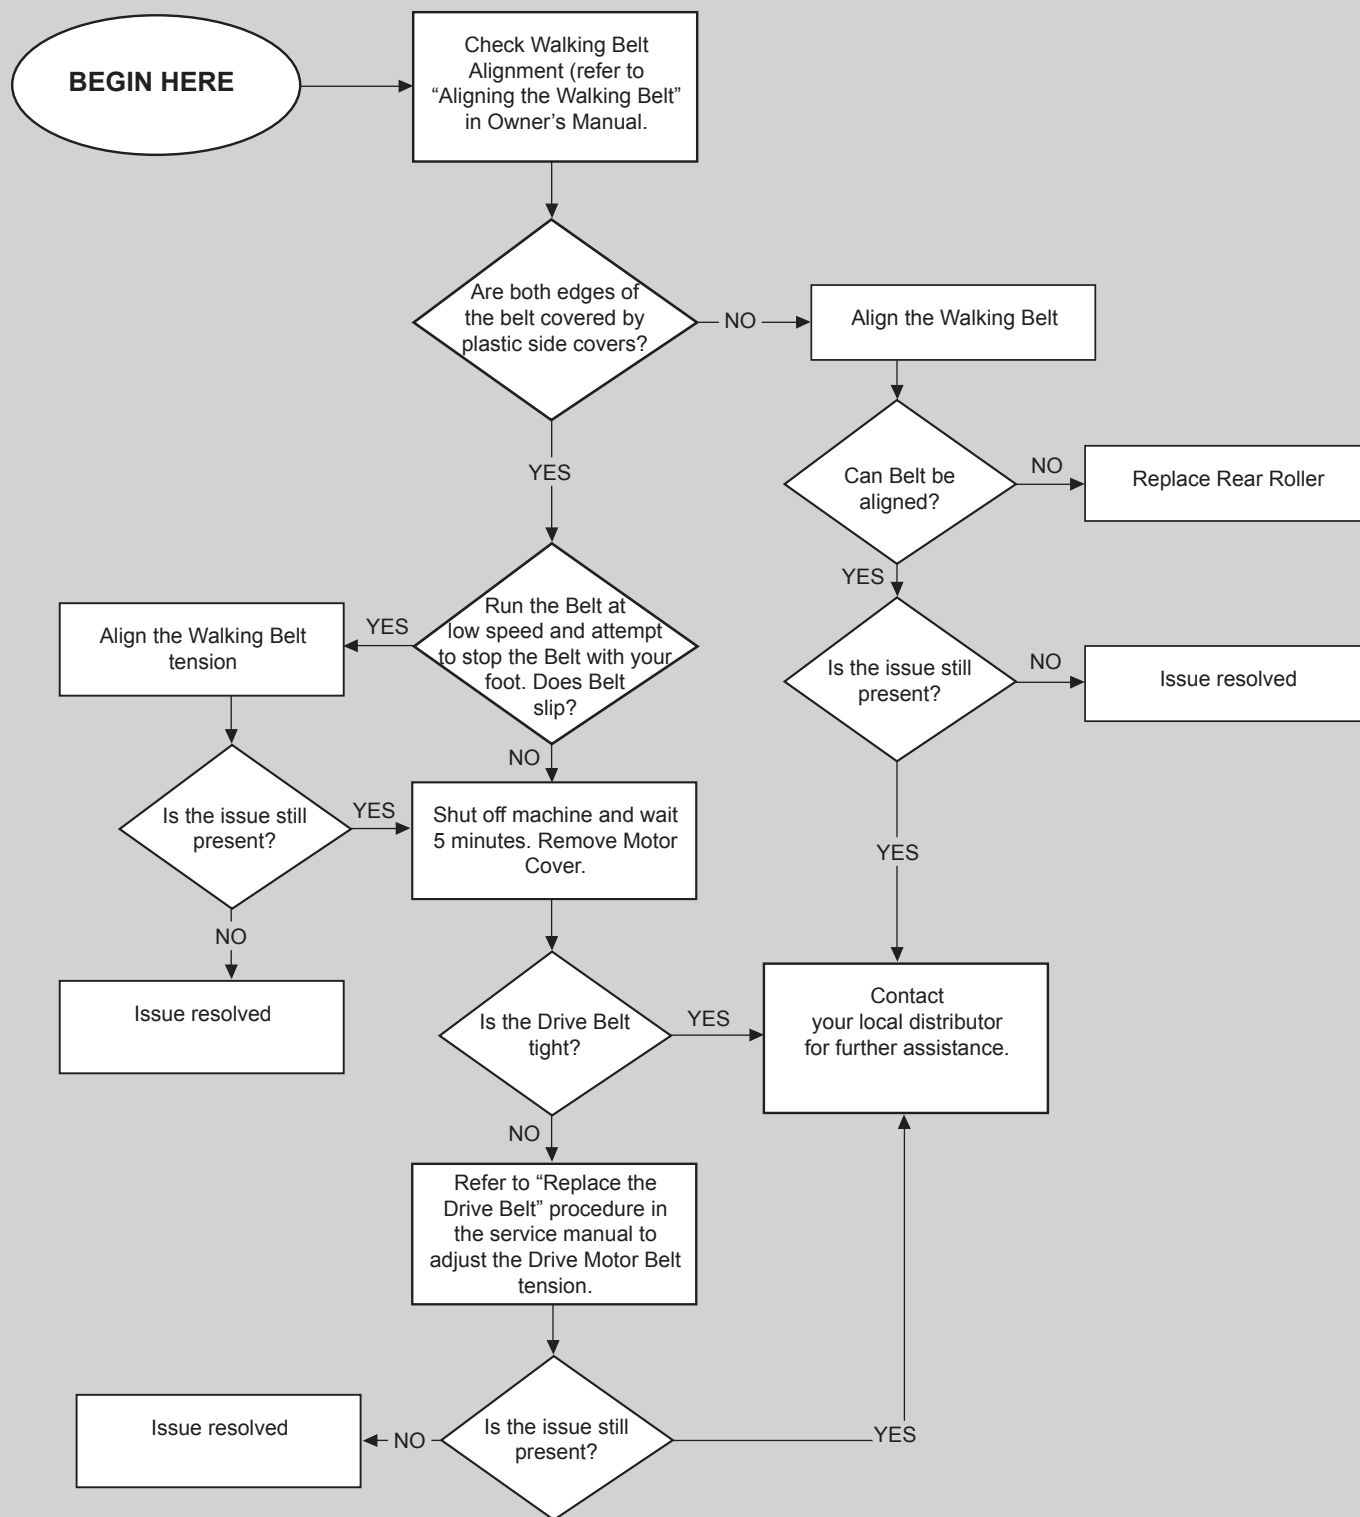 BEGIN HERE
Check Walking Belt
Alignment (refer to
“Aligning the Walking Belt”
in Owner’s Manual.
Are both edges of
the belt covered by
plastic side covers?
NO
Align the Walking Belt
YES
Can Belt be
aligned?
NO
Replace Rear Roller
YES
Run the Belt at
low speed and attempt
to stop the Belt with your
foot. Does Belt
slip?
YES
Align the Walking Belt
tension
Is the issue still
present?
NO
Issue resolved
NO
Is the issue still
present?
YES
Shut off machine and wait
5 minutes. Remove Motor
Cover.
YES
NO
Issue resolved
Is the Drive Belt
tight?
YES
Contact
your local distributor
for further assistance.
NO
Refer to “Replace the
Drive Belt” procedure in
the service manual to
adjust the Drive Motor Belt
tension.
Is the issue still
present?
NO
Issue resolved
YES